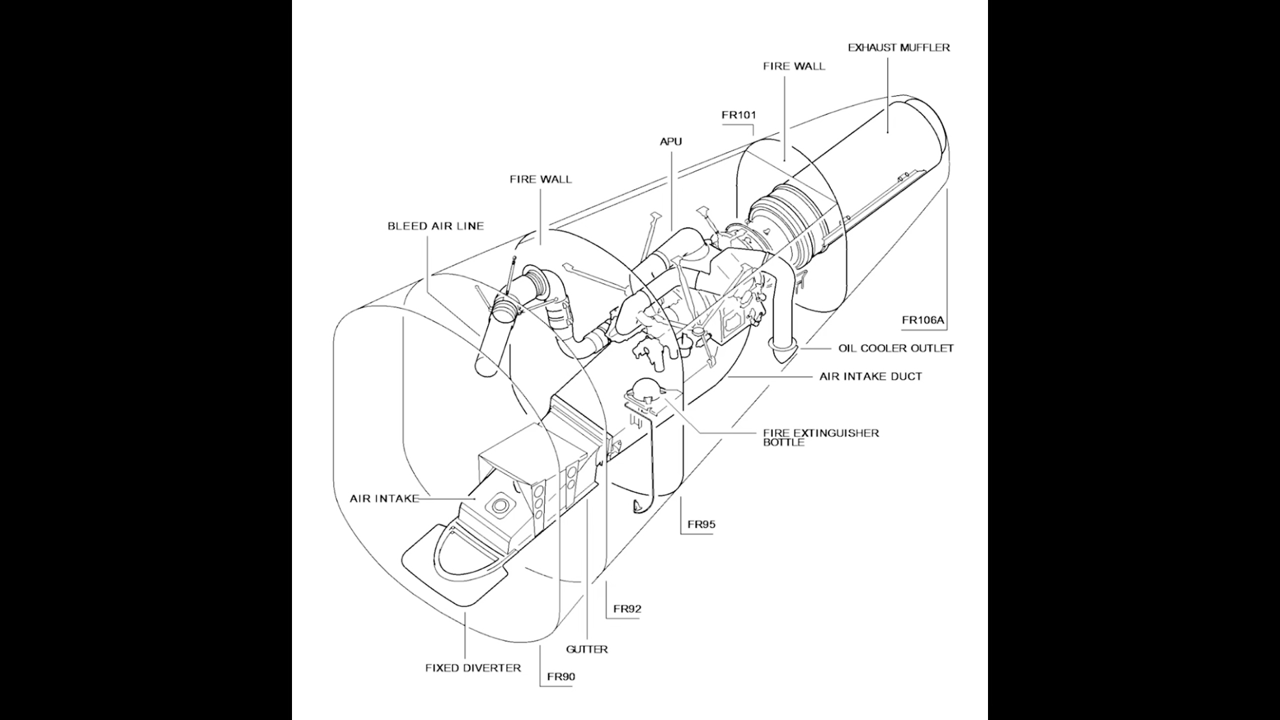 EXHAUST MUFFLER
FIRE WALL
FR101
APU
FIRE WALL
BLEED AIR LINE
FR106A
OIL COOLER OUTLET
AIR INTAKE DUCT
FIRE EXTINGUISHER
BOTTLE
AIR INTAKE
FR95
FR92
GUTTER
FIXED DIVERTER
FR90